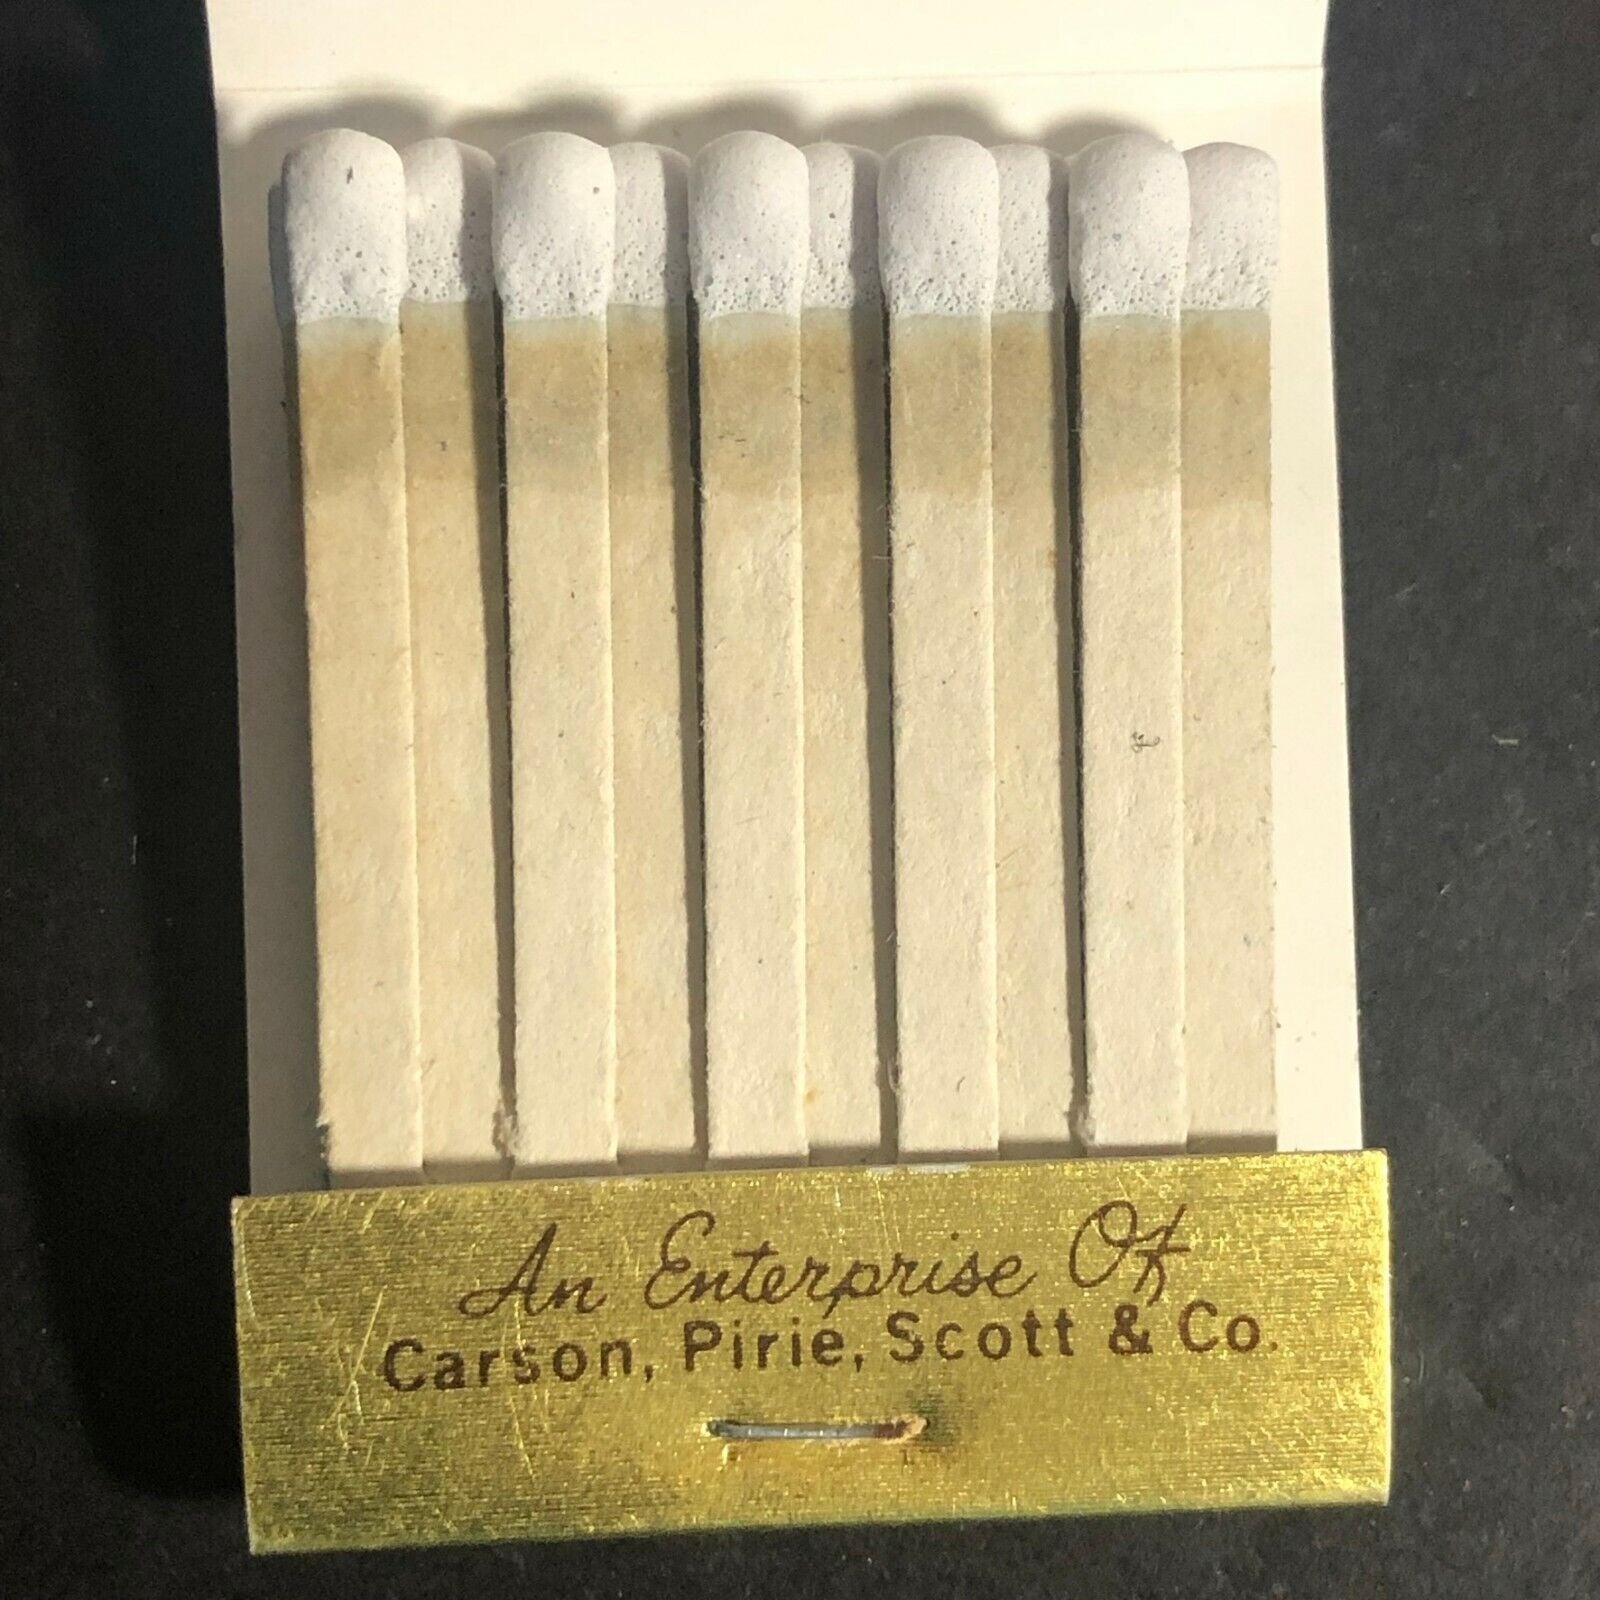 An Enterprise Of
Carson, Pirie, Scott & Co.